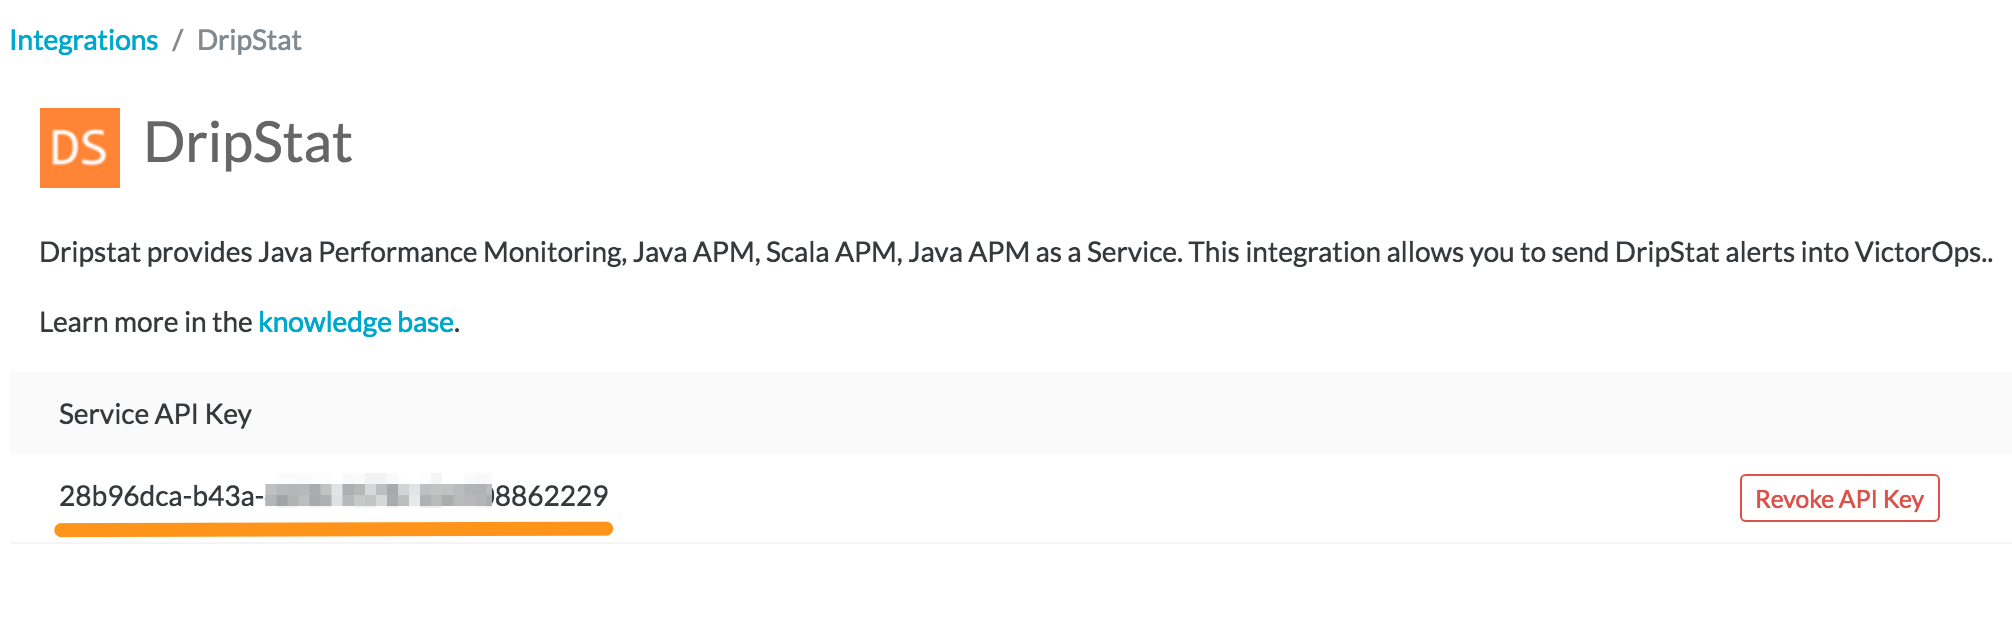 Integrations / DripStat
DS DripStat
Dripstat provides Java Performance Monitoring, Java APM, Scala APM, Java APM as a Service. This integration allows you to send DripStat alerts into VictorOps..
Learn more in the knowledge base.
Service API Key
28b96dca-b43a- 8862229
Revoke API Key